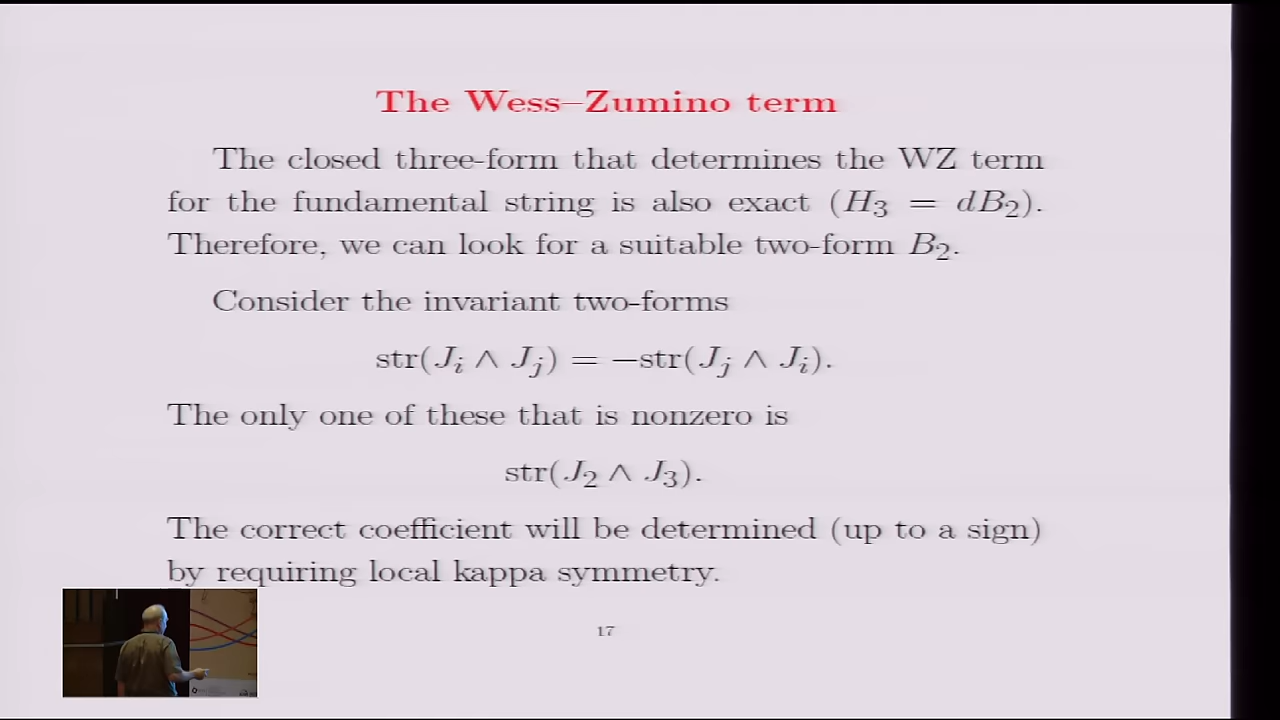 The Wess–Zumino term
The closed three-form that determines the WZ term
for the fundamental string is also exact (H₃ = dB₂).
Therefore, we can look for a suitable two-form B₂.
Consider the invariant two-forms
str(Jᵢ ∧ Jⱼ) = −str(Jⱼ ∧ Jᵢ).
The only one of these that is nonzero is
str(J₂ ∧ J₃).
The correct coefficient will be determined (up to a sign)
by requiring local kappa symmetry.
17